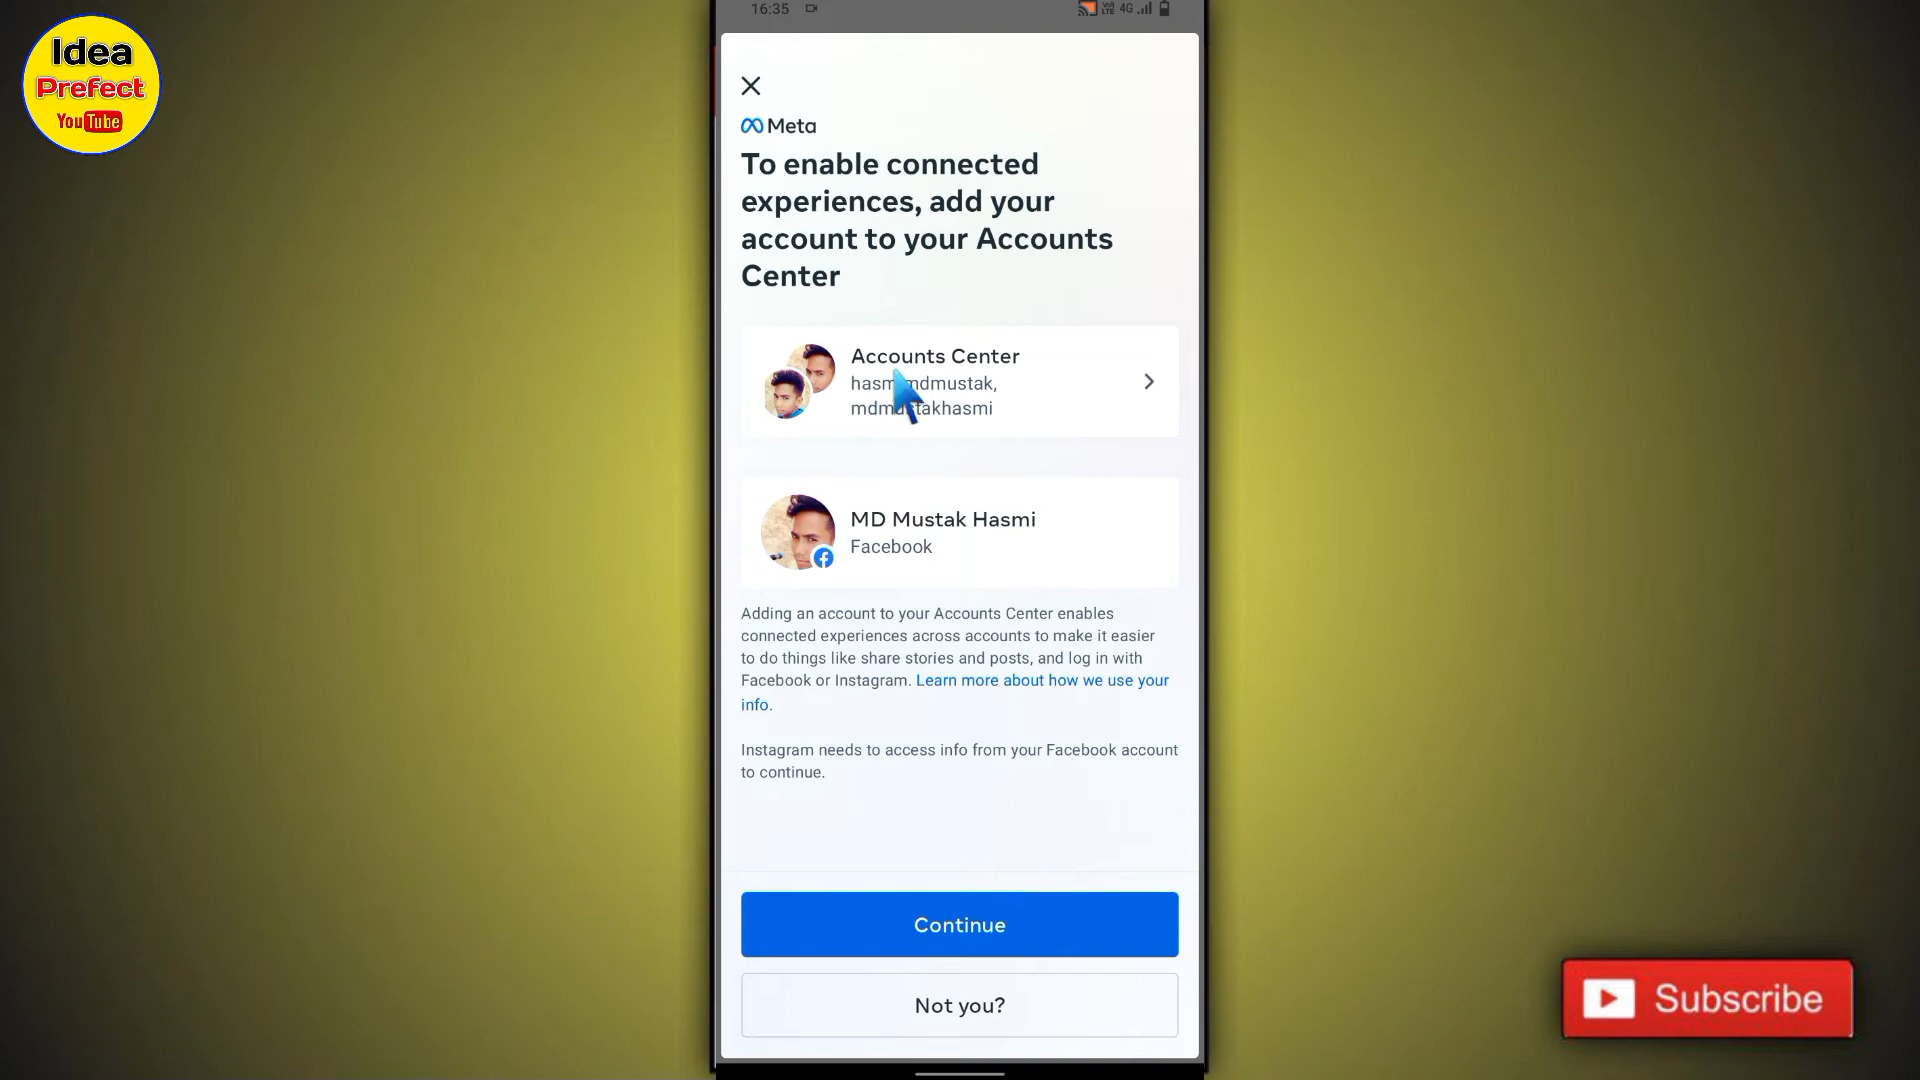 Idea
Prefect
YouTube
16:35
4G
Meta
To enable connected
experiences, add your
account to your Accounts
Center
Accounts Center
hasmimdmustak,
mdmustakhasmi
MD Mustak Hasmi
Facebook
Adding an account to your Accounts Center enables
connected experiences across accounts to make it easier
to do things like share stories and posts, and log in with
Facebook or Instagram. Learn more about how we use your
info.
Instagram needs to access info from your Facebook account
to continue.
Continue
Not you?
Subscribe